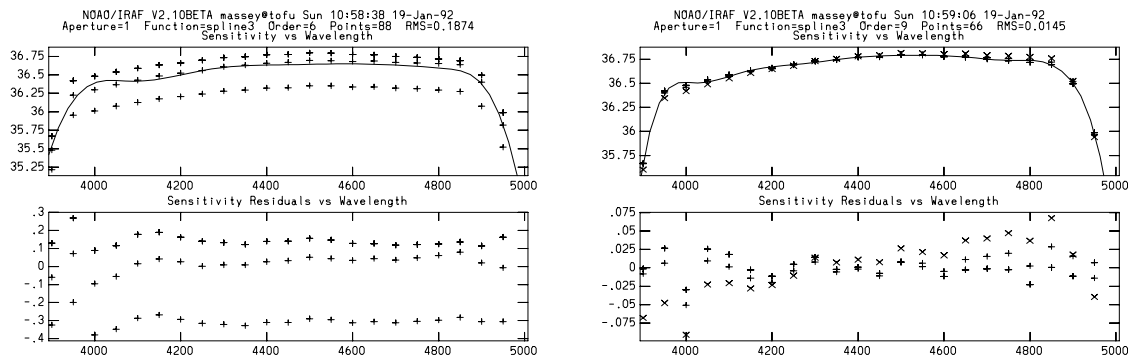 NOAO/IRAF V2.10BETA massey@tofu Sun 10:58:38 19-Jan-92
Aperture=1 Function=spline3 Order=6 Points=88 RMS=0.1874
Sensitivity vs Wavelength
36.75
36.5
36.25
36
35.75
35.5
35.25
4000 4200 4400 4600 4800 5000
Sensitivity Residuals vs Wavelength
.3
.2
.1
0
-.1
-.2
-.3
-.4
4000 4200 4400 4600 4800 5000
NOAO/IRAF V2.10BETA massey@tofu Sun 10:59:06 19-Jan-92
Aperture=1 Function=spline3 Order=9 Points=66 RMS=0.0145
Sensitivity vs Wavelength
36.75
36.5
36.25
36
35.75
4000 4200 4400 4600 4800 5000
Sensitivity Residuals vs Wavelength
.075
.05
.025
0
-.025
-.05
-.075
4000 4200 4400 4600 4800 5000